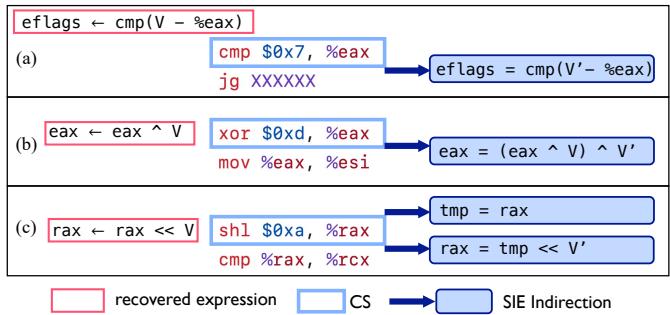 eflags ← cmp(V - %eax)
(a)
cmp $0x7, %eax
jg XXXXXX
eflags = cmp(V’- %eax)
(b)
eax ← eax ^ V
xor $0xd, %eax
mov %eax, %esi
eax = (eax ^ V) ^ V’
(c)
rax ← rax << V
shl $0xa, %rax
cmp %rax, %rcx
tmp = rax
rax = tmp << V’
recovered expression
CS
SIE Indirection